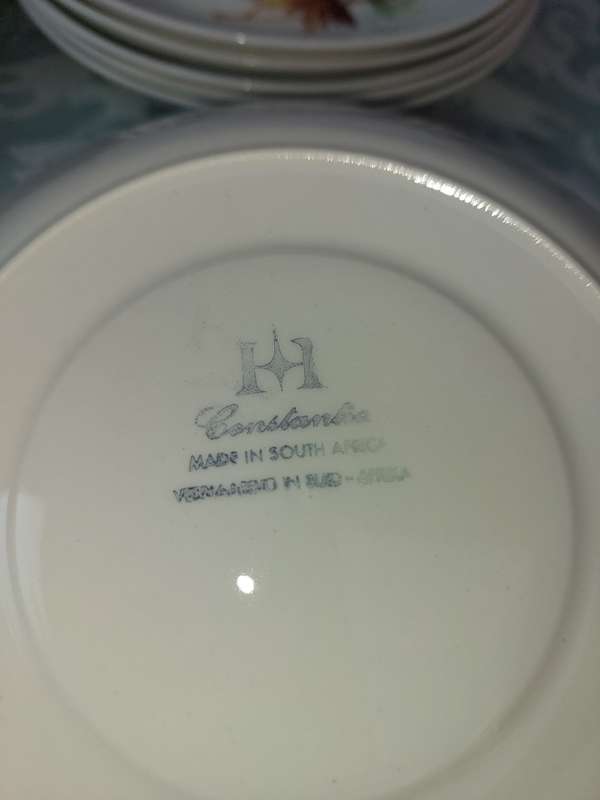 H
Constantia
MADE IN SOUTH AFRICA
VERVAARDIG IN SUID-AFRIKA